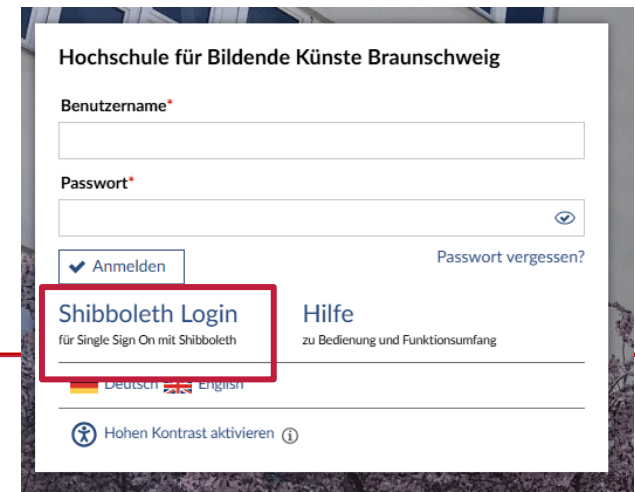 Hochschule für Bildende Künste Braunschweig
Benutzername*
Passwort*
Anmelden
Passwort vergessen?
Shibboleth Login
für Single Sign On mit Shibboleth
Hilfe
zu Bedienung und Funktionsumfang
Deutsch English
Hohen Kontrast aktivieren